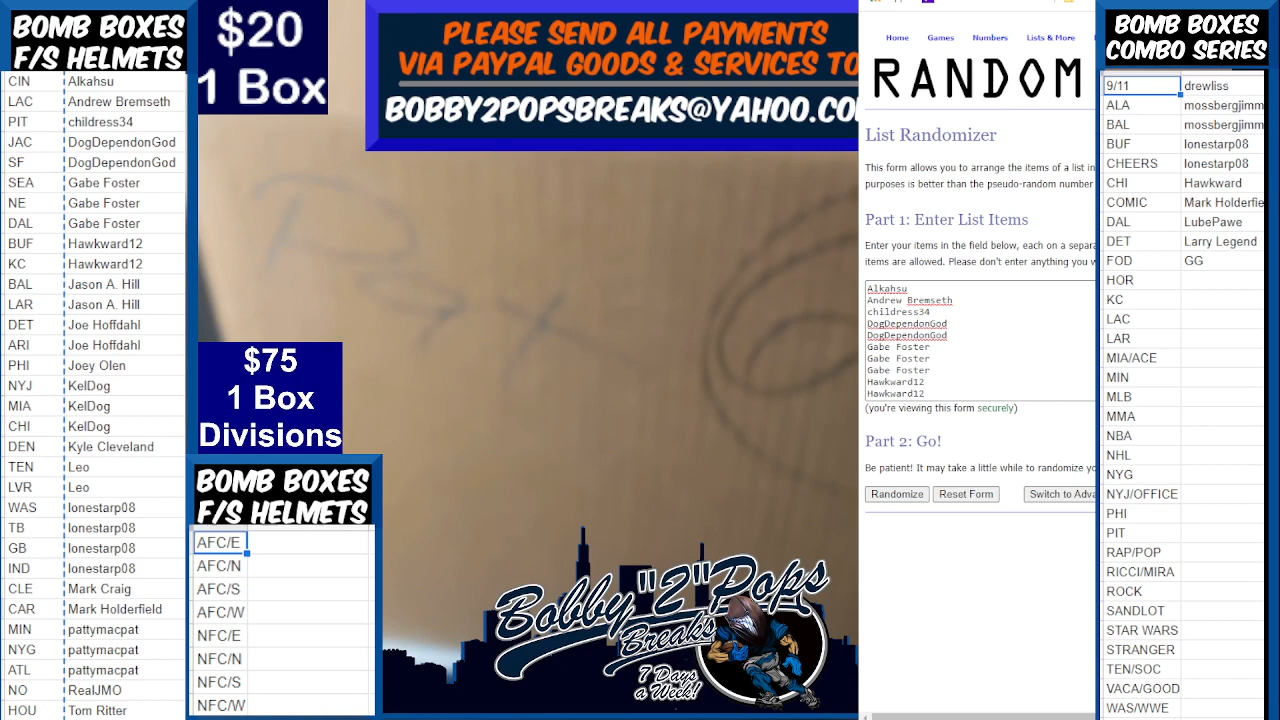 BOMB BOXES
F/S HELMETS
CIN Alkahsu
LAC Andrew Bremseth
PIT childress34
JAC DogDependonGod
SF DogDependonGod
SEA Gabe Foster
NE Gabe Foster
DAL Gabe Foster
BUF Hawkward12
KC Hawkward12
BAL Jason A. Hill
LAR Jason A. Hill
DET Joe Hoffdahl
ARI Joe Hoffdahl
PHI Joey Olen
NYJ KelDog
MIA KelDog
CHI KelDog
DEN Kyle Cleveland
TEN Leo
LVR Leo
WAS lonestarp08
TB lonestarp08
GB lonestarp08
IND lonestarp08
CLE Mark Craig
CAR Mark Holderfield
MIN pattymacpat
NYG pattymacpat
ATL pattymacpat
NO RealJMO
HOU Tom Ritter
$20
1 Box
$75
1 Box
Divisions
BOMB BOXES
F/S HELMETS
AFC/E
AFC/N
AFC/S
AFC/W
NFC/E
NFC/N
NFC/S
NFC/W
PLEASE SEND ALL PAYMENTS
VIA PAYPAL GOODS & SERVICES TO
BOBBY2POPSBREAKS@YAHOO.CO
Bobby "2" Pops
Breaks
7 Days
a Week!
Home Games Numbers Lists & More
RANDOM
List Randomizer
This form allows you to arrange the items of a list in
purposes is better than the pseudo-random number
Part 1: Enter List Items
Enter your items in the field below, each on a separa
items are allowed. Please don't enter anything you w
Alkahsu
Andrew Bremseth
childress34
DogDependonGod
DogDependonGod
Gabe Foster
Gabe Foster
Gabe Foster
Hawkward12
Hawkward12
(you're viewing this form securely)
Part 2: Go!
Be patient! It may take a little while to randomize yo
Randomize Reset Form Switch to Adva
BOMB BOXES
COMBO SERIES
9/11 drewliss
ALA mossbergjimm
BAL mossbergjimm
BUF lonestarp08
CHEERS lonestarp08
CHI Hawkward
COMIC Mark Holderfie
DAL LubePawe
DET Larry Legend
FOD GG
HOR
KC
LAC
LAR
MIA/ACE
MIN
MLB
MMA
NBA
NHL
NYG
NYJ/OFFICE
PHI
PIT
RAP/POP
RICCI/MIRA
ROCK
SANDLOT
STAR WARS
STRANGER
TEN/SOC
VACA/GOOD
WAS/WWE